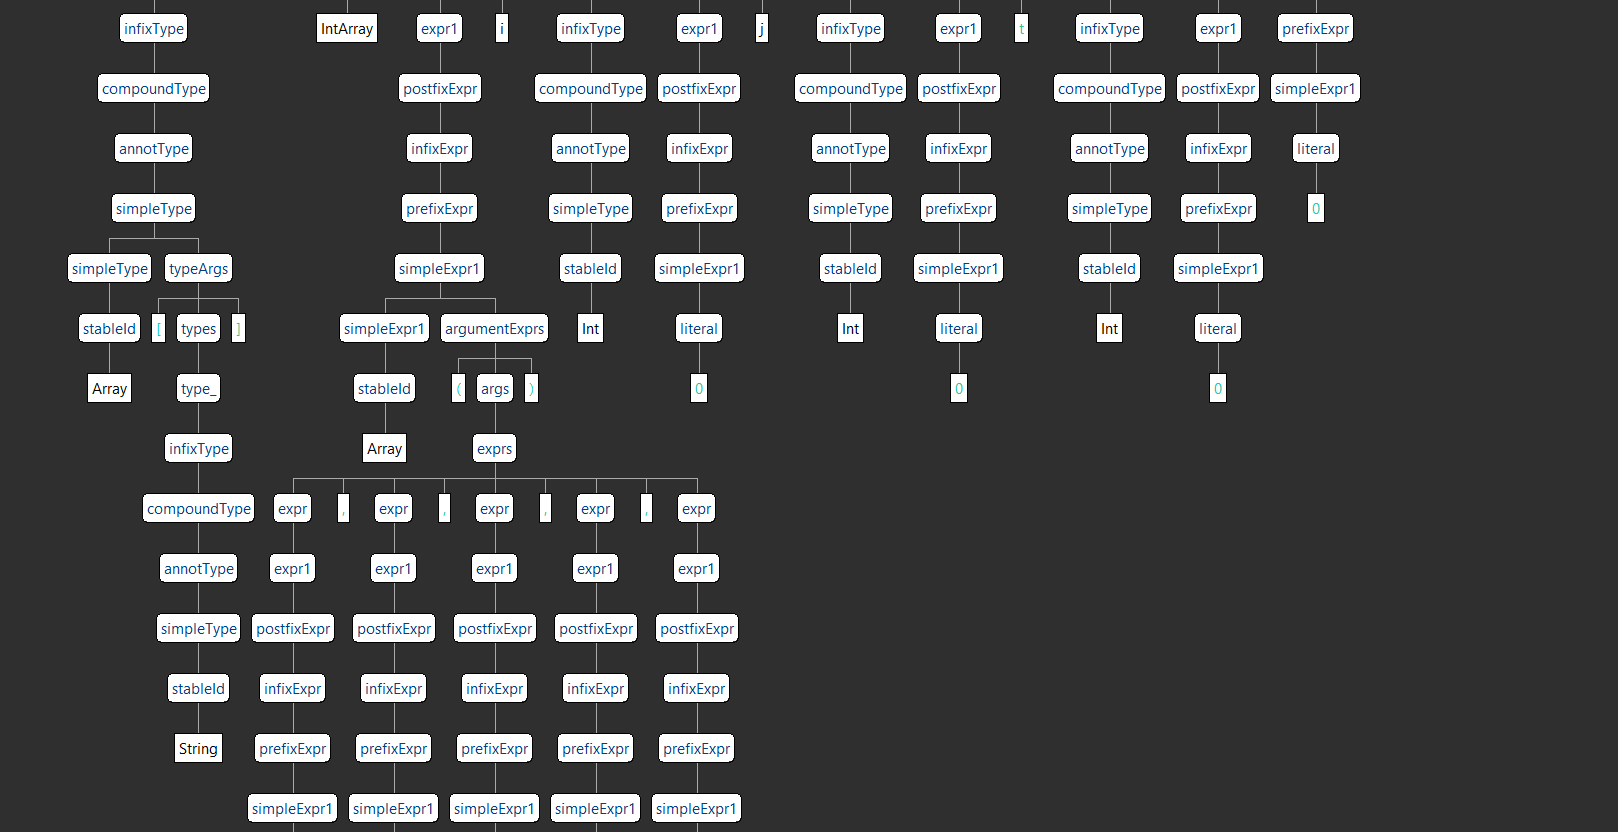 infixType IntArray expr1 i infixType expr1 j infixType expr1 t infixType expr1 prefixExpr
compoundType postfixExpr compoundType postfixExpr compoundType postfixExpr compoundType postfixExpr simpleExpr1
annotType infixExpr annotType infixExpr annotType infixExpr annotType infixExpr literal
simpleType prefixExpr simpleType prefixExpr simpleType prefixExpr simpleType prefixExpr 0
simpleType typeArgs simpleExpr1 stableId simpleExpr1 stableId simpleExpr1 stableId simpleExpr1
stableId [ types ] simpleExpr1 argumentExprs Int literal Int literal Int literal
Array type_ stableId ( args ) 0 0 0
infixType Array exprs
compoundType expr , expr , expr , expr , expr
annotType expr1 expr1 expr1 expr1 expr1
simpleType postfixExpr postfixExpr postfixExpr postfixExpr postfixExpr
stableId infixExpr infixExpr infixExpr infixExpr infixExpr
String prefixExpr prefixExpr prefixExpr prefixExpr prefixExpr
simpleExpr1 simpleExpr1 simpleExpr1 simpleExpr1 simpleExpr1